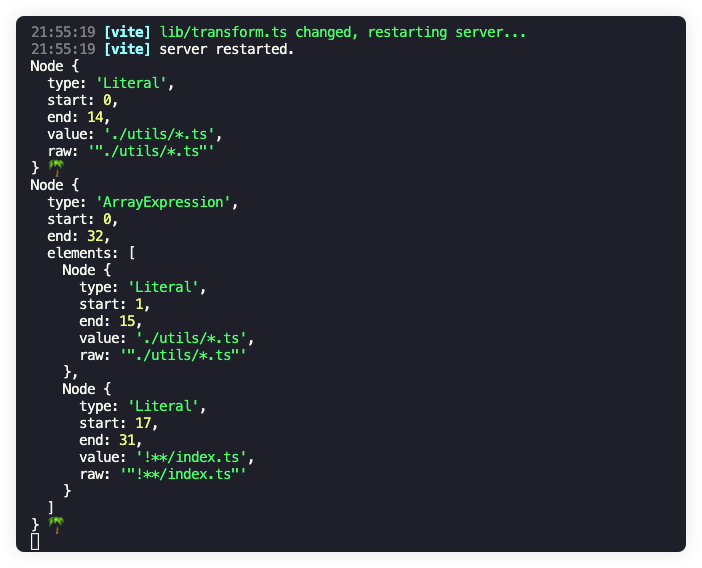 21:55:19 [vite] lib/transform.ts changed, restarting server...
21:55:19 [vite] server restarted.
Node {
  type: 'Literal',
  start: 0,
  end: 14,
  value: './utils/*.ts',
  raw: '"./utils/*.ts"'
} 🌴
Node {
  type: 'ArrayExpression',
  start: 0,
  end: 32,
  elements: [
    Node {
      type: 'Literal',
      start: 1,
      end: 15,
      value: './utils/*.ts',
      raw: '"./utils/*.ts"'
    },
    Node {
      type: 'Literal',
      start: 17,
      end: 31,
      value: '!**/index.ts',
      raw: '"!**/index.ts"'
    }
  ]
} 🌴